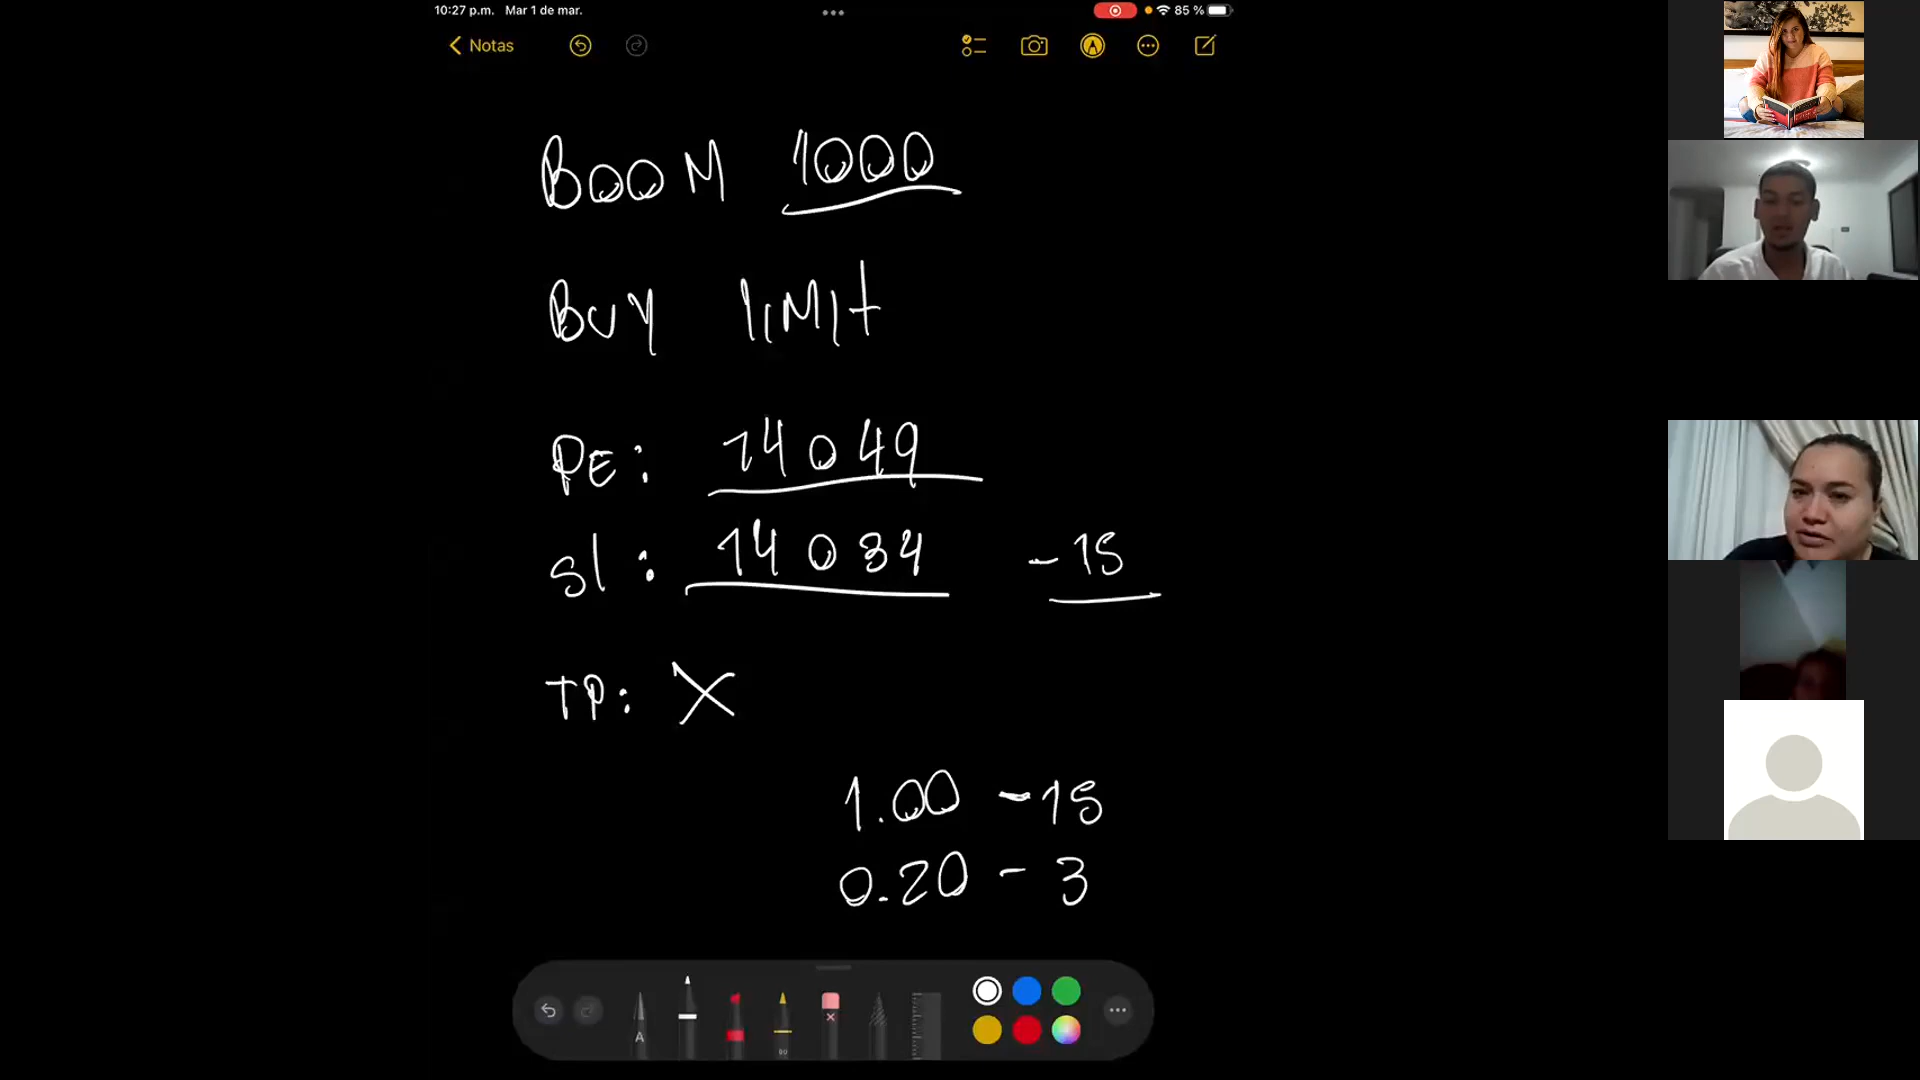 10:27 p.m. Mar 1 de mar. 85 %
Notas
BOOM 1000
BUY lIMIt
PE: 14049
sl: 14034 -15
TP: X
1.00 -15
0.20 - 3
A
80